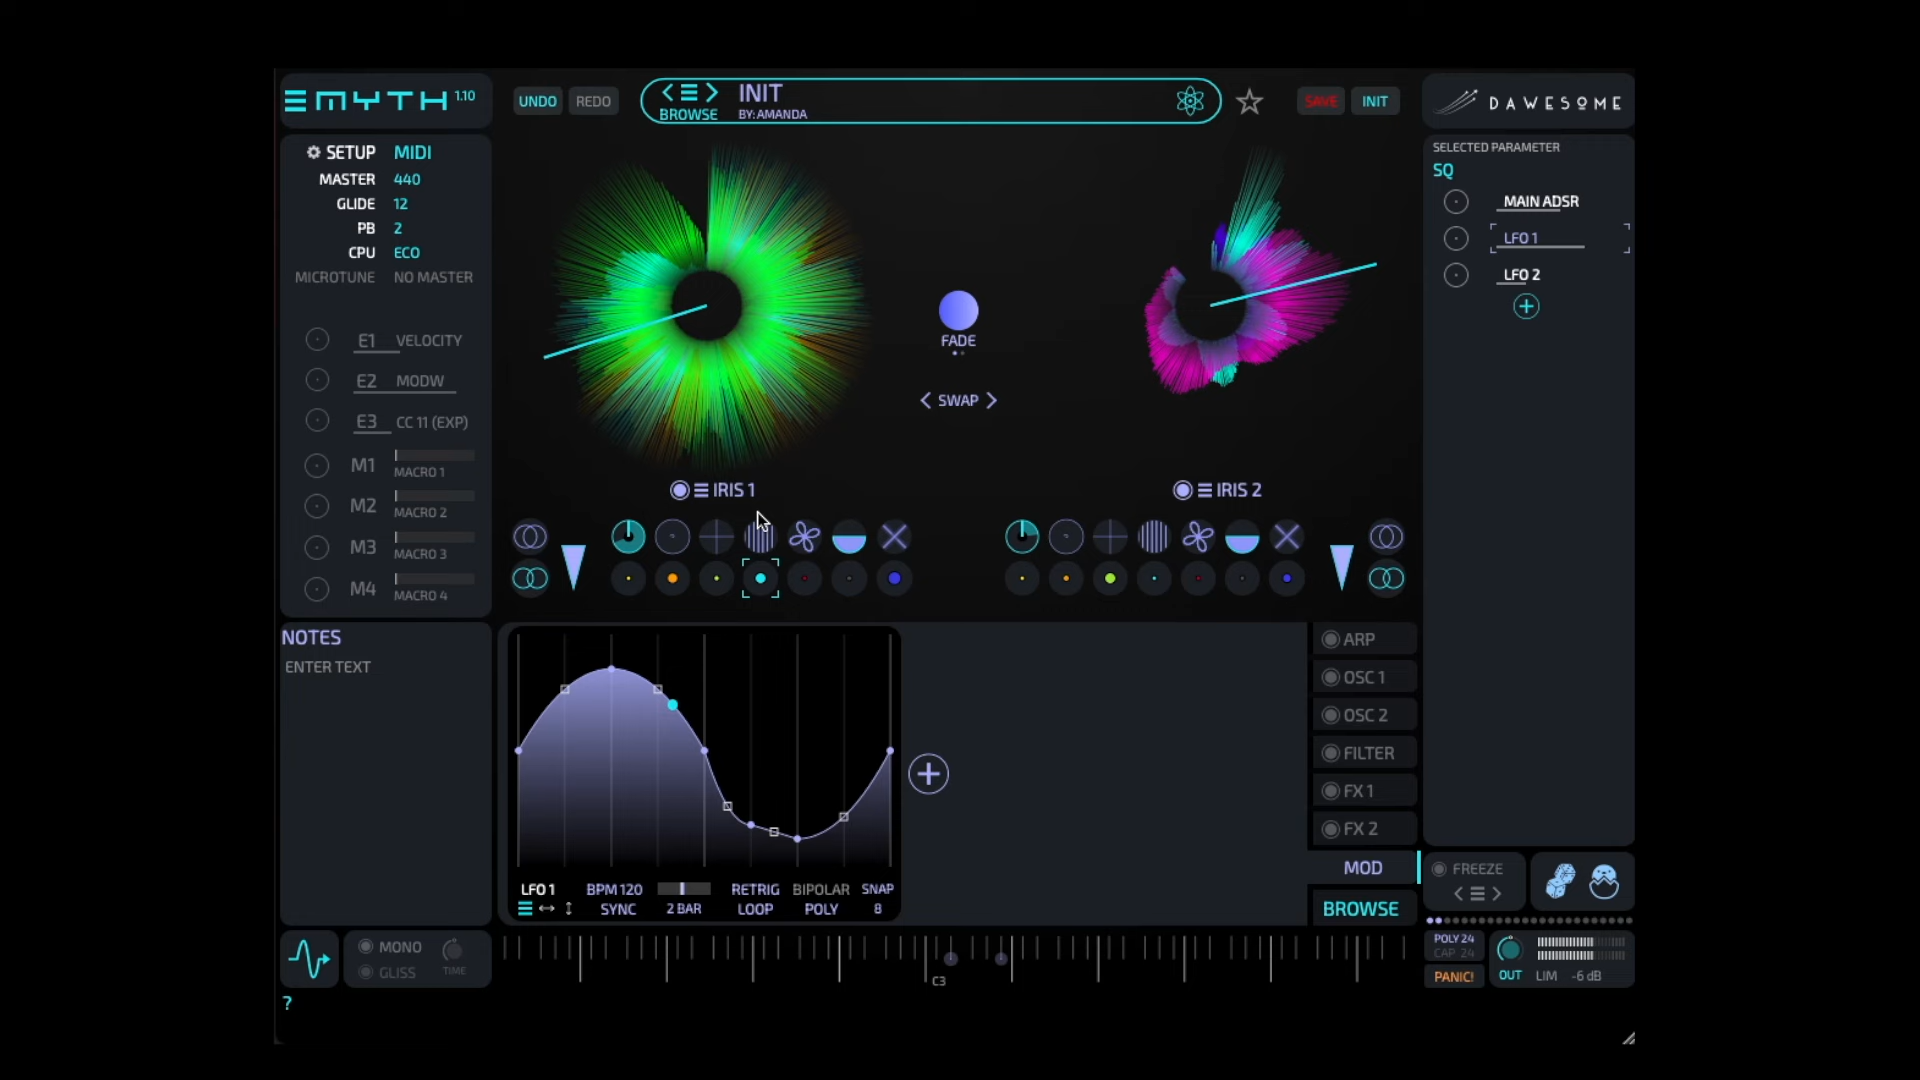 MYTH 1.10
UNDO REDO
BROWSE
INIT
BY: AMANDA
SAVE INIT
DAWESOME
SETUP MIDI
MASTER 440
GLIDE 12
PB 2
CPU ECO
MICROTUNE NO MASTER
E1 VELOCITY
E2 MODW
E3 CC 11 (EXP)
M1 MACRO 1
M2 MACRO 2
M3 MACRO 3
M4 MACRO 4
FADE
< SWAP >
IRIS 1
IRIS 2
SELECTED PARAMETER
SQ
MAIN ADSR
LFO 1
LFO 2
NOTES
ENTER TEXT
LFO 1 BPM 120 RETRIG BIPOLAR SNAP
SYNC 2 BAR LOOP POLY 8
ARP
OSC 1
OSC 2
FILTER
FX 1
FX 2
MOD
BROWSE
FREEZE
MONO
GLISS
TIME
C3
POLY 24
CAP 24
PANIC!
OUT LIM -6 dB
?